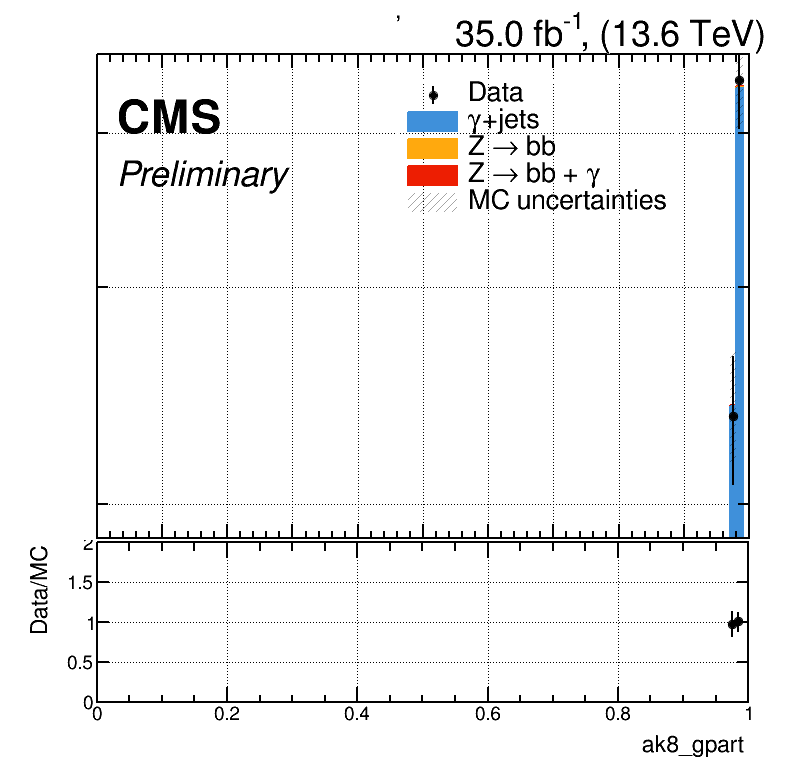 ,
35.0 fb-1, (13.6 TeV)
CMS
Preliminary
Data
γ+jets
Z → bb
Z → bb + γ
MC uncertainties
Data/MC
2
1.5
1
0.5
0
0 0.2 0.4 0.6 0.8 1
ak8_gpart